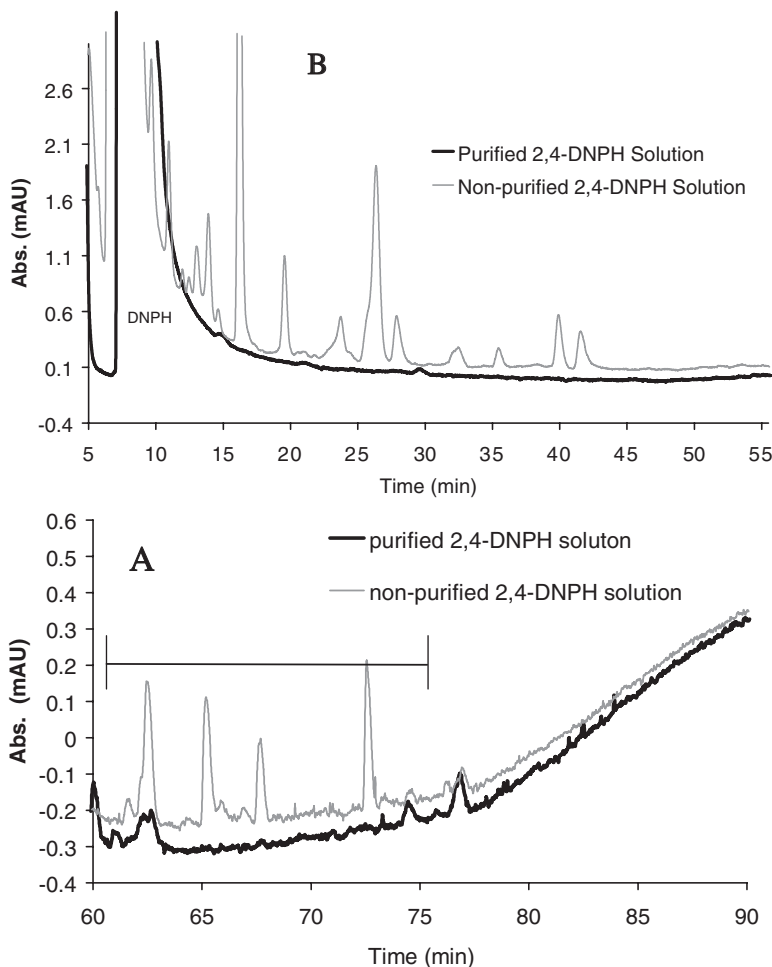 B
2.6
2.1
1.6
1.1
0.6
0.1
-0.4
Abs. (mAU)
Purified 2,4-DNPH Solution
Non-purified 2,4-DNPH Solution
DNPH
5 10 15 20 25 30 35 40 45 50 55
Time (min)
A
0.6
0.5
0.4
0.3
0.2
0.1
0
-0.1
-0.2
-0.3
-0.4
Abs. (mAU)
purified 2,4-DNPH soluton
non-purified 2,4-DNPH solution
60 65 70 75 80 85 90
Time (min)